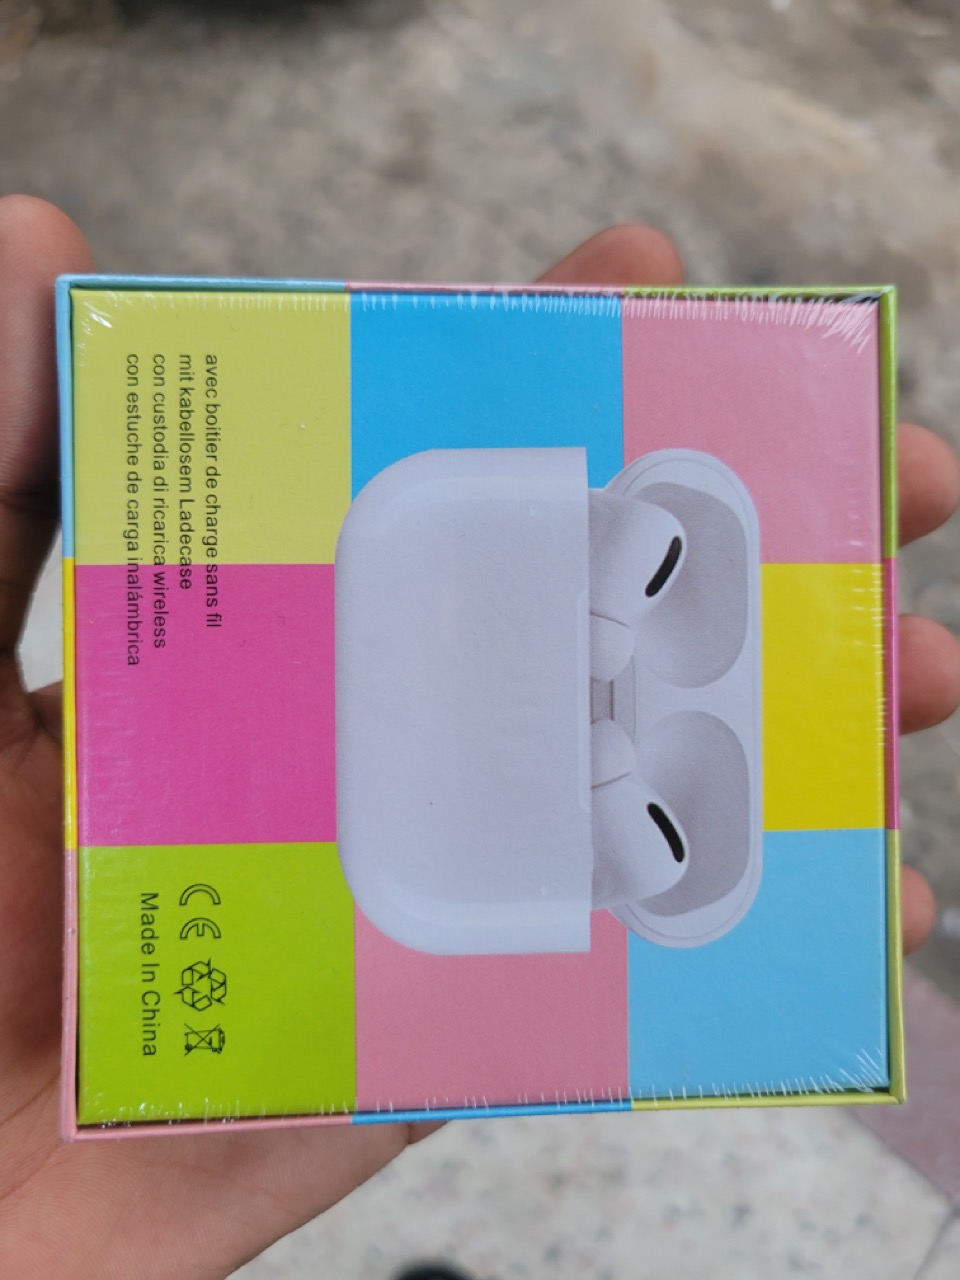 avec boitier de charge sans fil
mit kabellosem Ladecase
con custodia di ricarica wireless
con estuche de carga inalámbrica
CE
Made In China